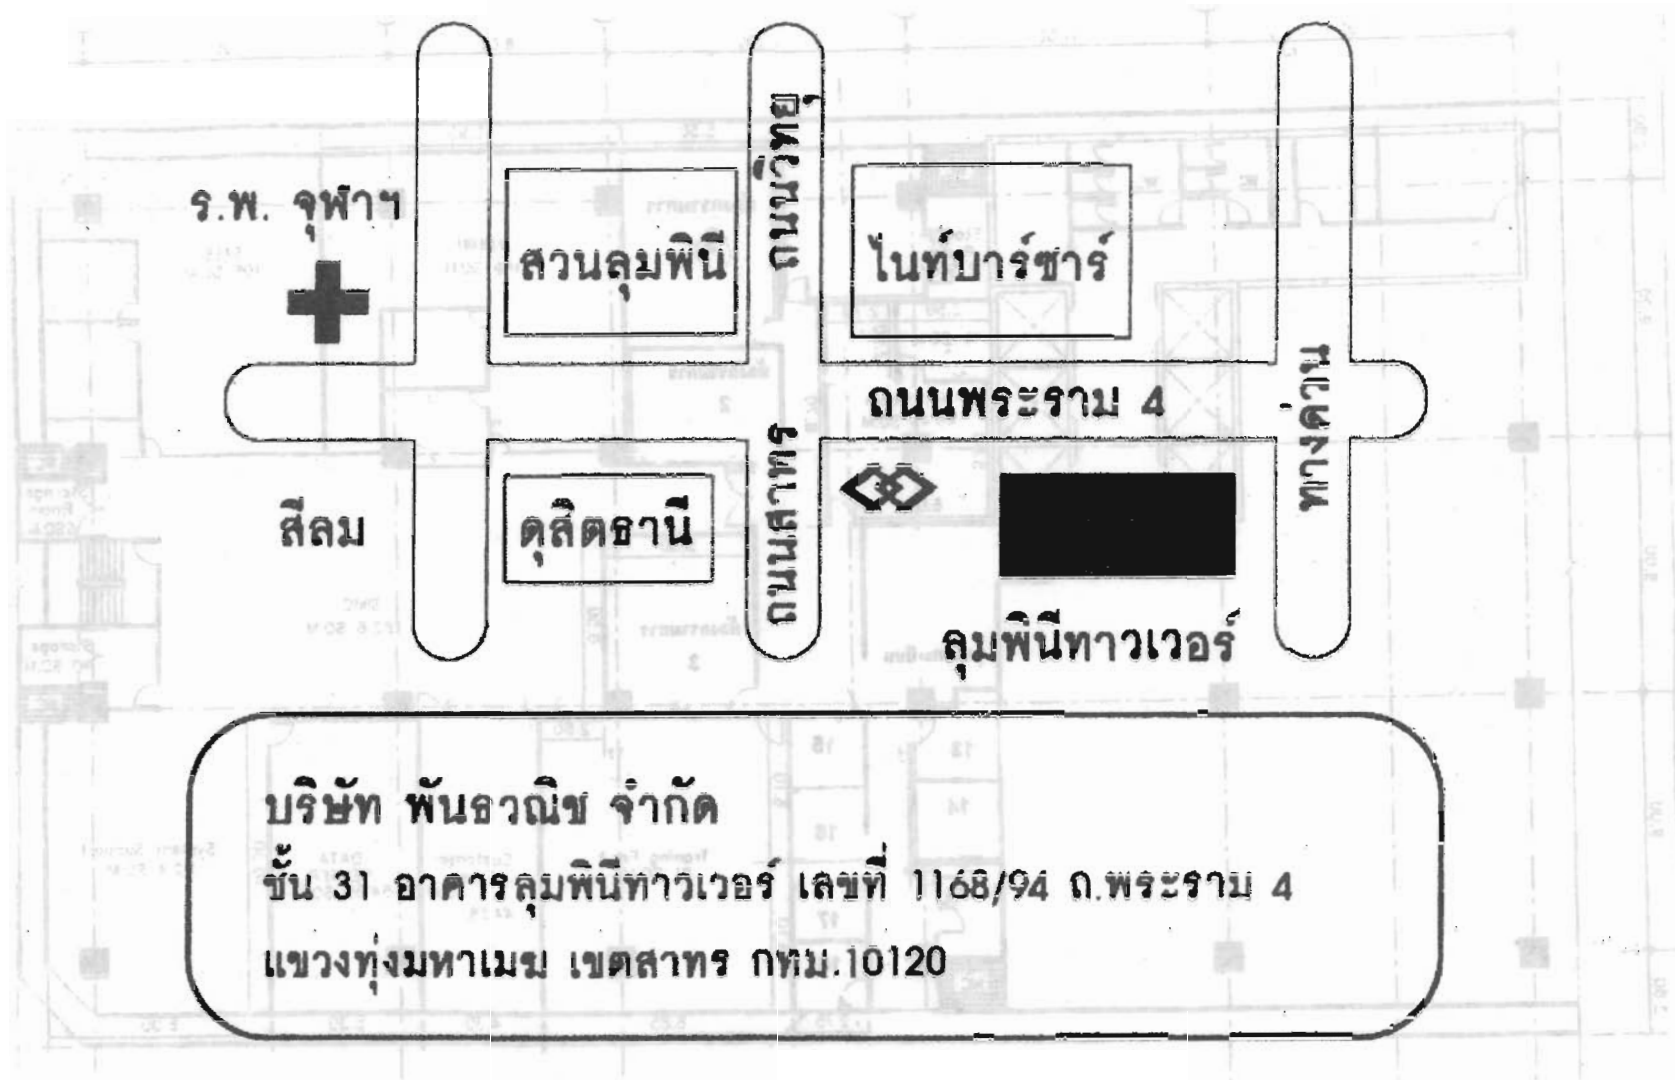 ร.พ. จุฬาฯ
สวนลุมพินี
ถนนวิทยุ
ไนท์บาร์ซาร์
ถนนพระราม 4
ทางด่วน
สีลม
ดุสิตธานี
ถนนสาทร
ลุมพินีทาวเวอร์
บริษัท พันธวณิช จำกัด
ชั้น 31 อาคารลุมพินีทาวเวอร์ เลขที่ 1168/94 ถ.พระราม 4
แขวงทุ่งมหาเมฆ เขตสาทร กทม.10120